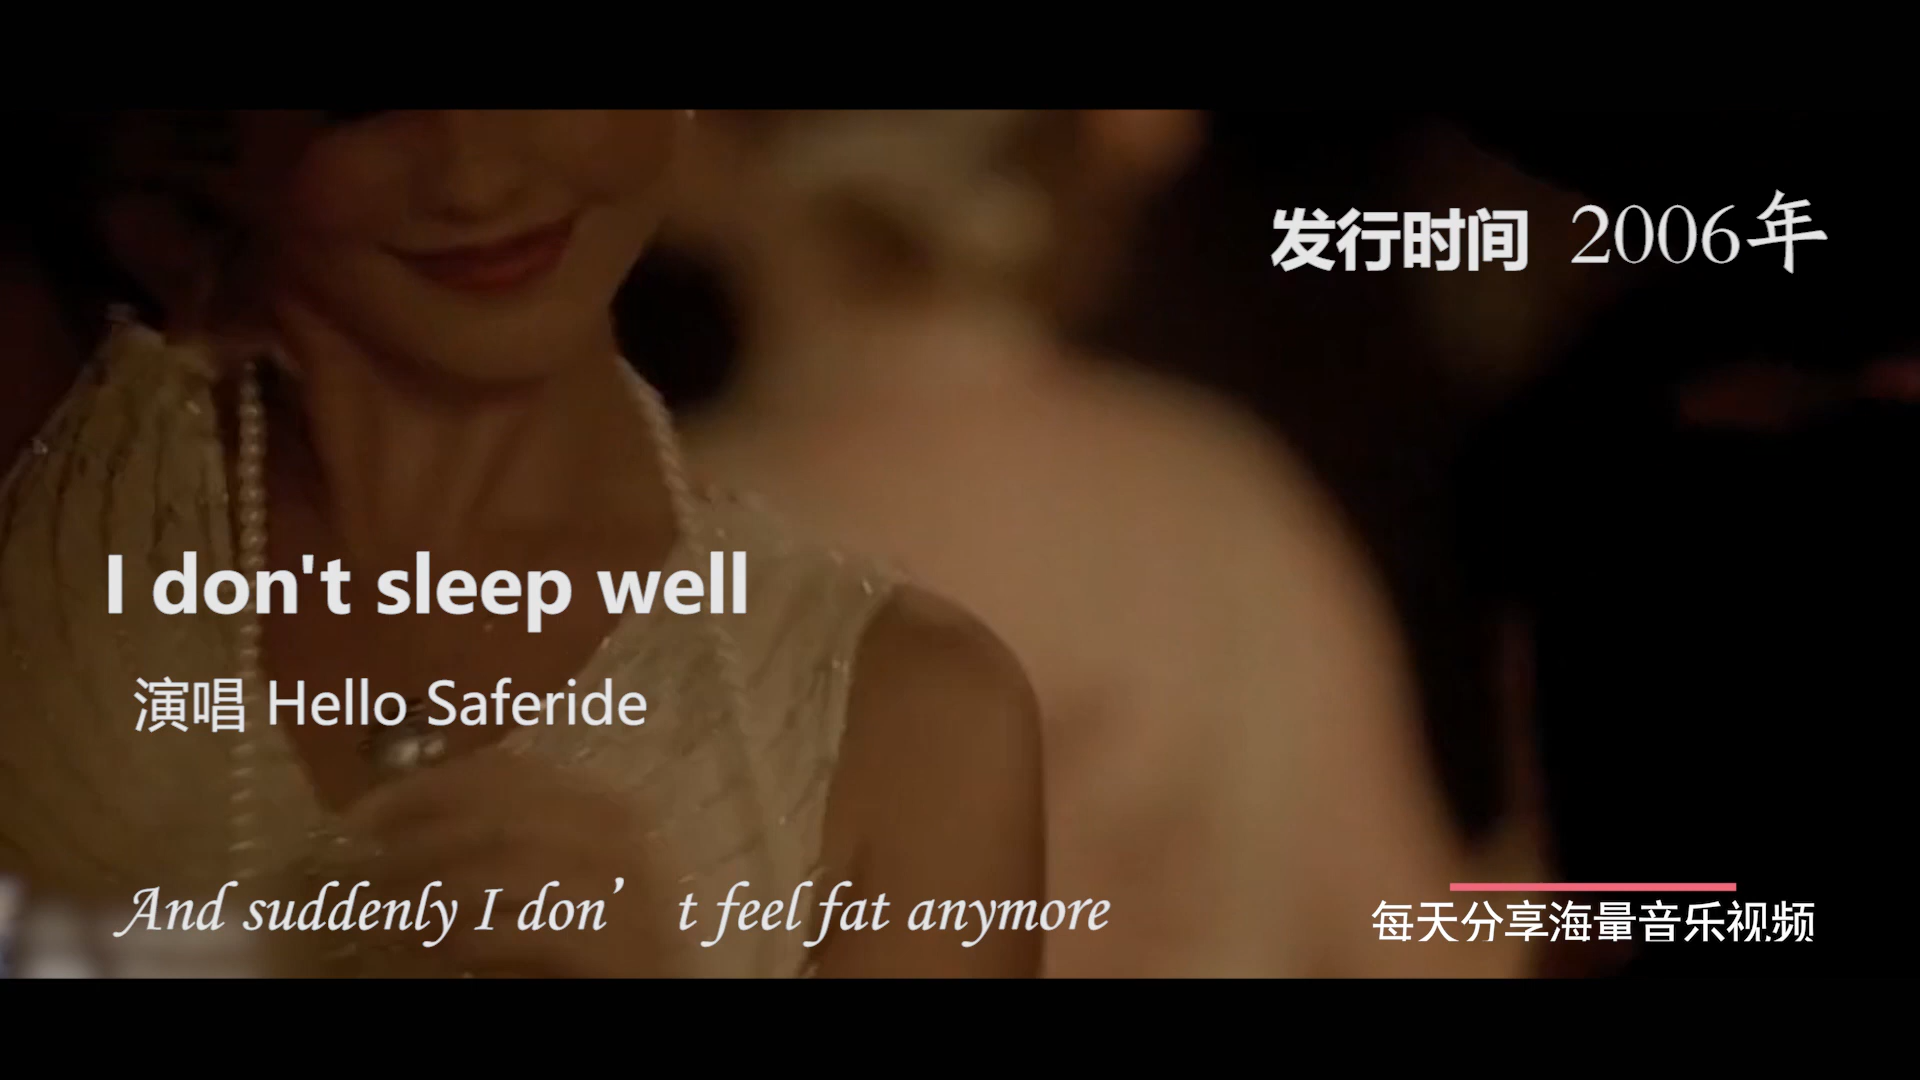 发行时间 2006年
I don't sleep well
演唱 Hello Saferide
And suddenly I don’ t feel fat anymore
每天分享海量音乐视频